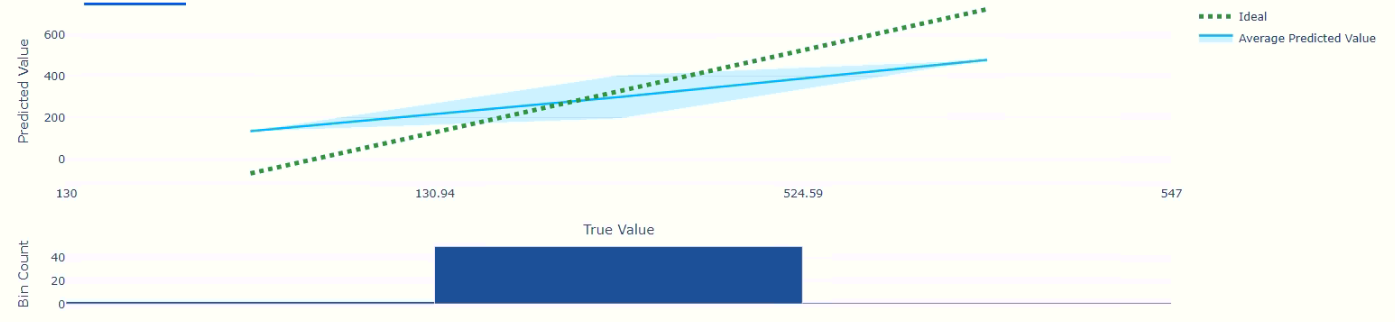 Ideal
Average Predicted Value
Predicted Value
600
400
200
0
130
130.94
524.59
547
True Value
Bin Count
40
20
0